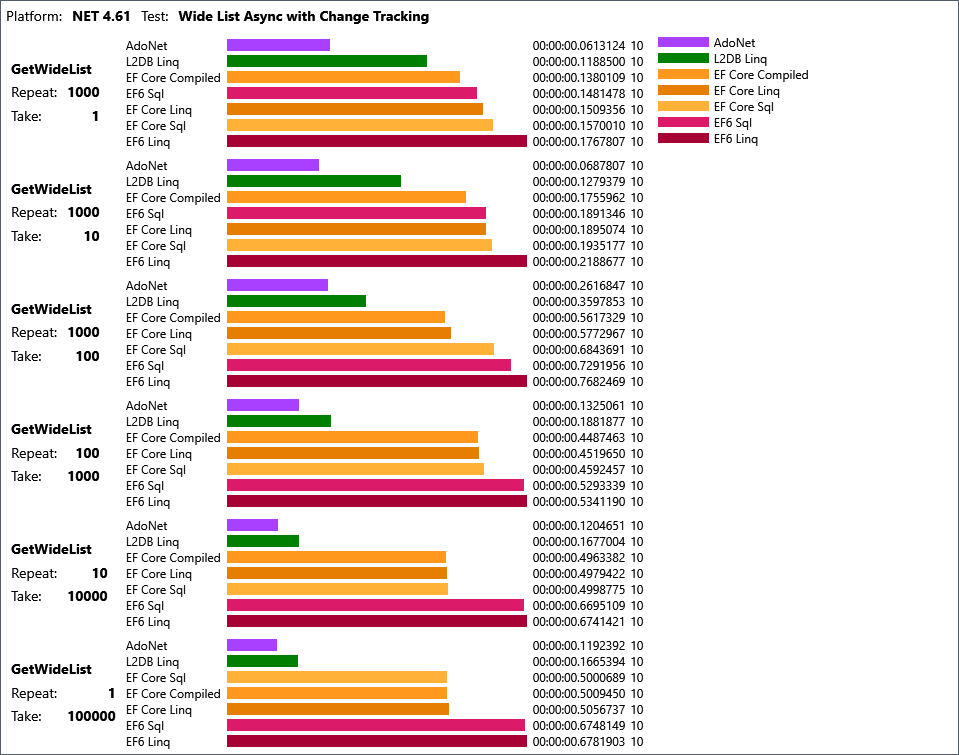 Platform: NET 4.61 Test: Wide List Async with Change Tracking
GetWideList
Repeat: 1000
Take: 1
AdoNet 00:00:00.0613124 10
L2DB Linq 00:00:00.1188500 10
EF Core Compiled 00:00:00.1380109 10
EF6 Sql 00:00:00.1481478 10
EF Core Linq 00:00:00.1509356 10
EF Core Sql 00:00:00.1570010 10
EF6 Linq 00:00:00.1767807 10
AdoNet
L2DB Linq
EF Core Compiled
EF Core Linq
EF Core Sql
EF6 Sql
EF6 Linq
GetWideList
Repeat: 1000
Take: 10
AdoNet 00:00:00.0687807 10
L2DB Linq 00:00:00.1279379 10
EF Core Compiled 00:00:00.1755962 10
EF6 Sql 00:00:00.1891346 10
EF Core Linq 00:00:00.1895074 10
EF Core Sql 00:00:00.1935177 10
EF6 Linq 00:00:00.2188677 10
GetWideList
Repeat: 1000
Take: 100
AdoNet 00:00:00.2616847 10
L2DB Linq 00:00:00.3597853 10
EF Core Compiled 00:00:00.5617329 10
EF Core Linq 00:00:00.5772967 10
EF Core Sql 00:00:00.6843691 10
EF6 Sql 00:00:00.7291956 10
EF6 Linq 00:00:00.7682469 10
GetWideList
Repeat: 100
Take: 1000
AdoNet 00:00:00.1325061 10
L2DB Linq 00:00:00.1881877 10
EF Core Compiled 00:00:00.4487463 10
EF Core Linq 00:00:00.4519650 10
EF Core Sql 00:00:00.4592457 10
EF6 Sql 00:00:00.5293339 10
EF6 Linq 00:00:00.5341190 10
GetWideList
Repeat: 10
Take: 10000
AdoNet 00:00:00.1204651 10
L2DB Linq 00:00:00.1677004 10
EF Core Compiled 00:00:00.4963382 10
EF Core Linq 00:00:00.4979422 10
EF Core Sql 00:00:00.4998775 10
EF6 Sql 00:00:00.6695109 10
EF6 Linq 00:00:00.6741421 10
GetWideList
Repeat: 1
Take: 100000
AdoNet 00:00:00.1192392 10
L2DB Linq 00:00:00.1665394 10
EF Core Sql 00:00:00.5000689 10
EF Core Compiled 00:00:00.5009450 10
EF Core Linq 00:00:00.5056737 10
EF6 Sql 00:00:00.6748149 10
EF6 Linq 00:00:00.6781903 10